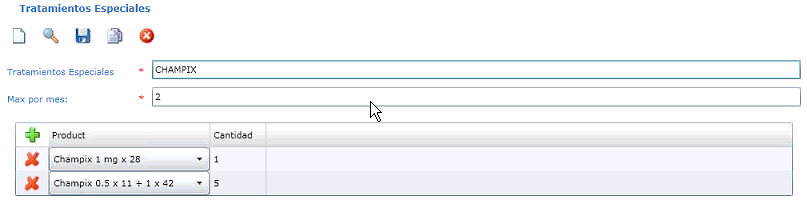 Tratamientos Especiales
Tratamientos Especiales * CHAMPIX
Max por mes: * 2
Product Cantidad
Champix 1 mg x 28 1
Champix 0.5 x 11 + 1 x 42 5